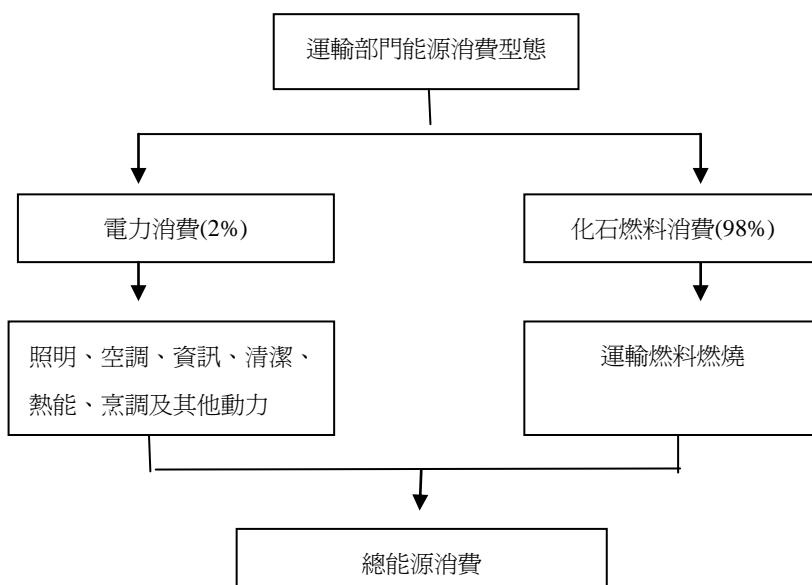 運輸部門能源消費型態
電力消費(2%)
化石燃料消費(98%)
照明、空調、資訊、清潔、
熱能、烹調及其他動力
運輸燃料燃燒
總能源消費